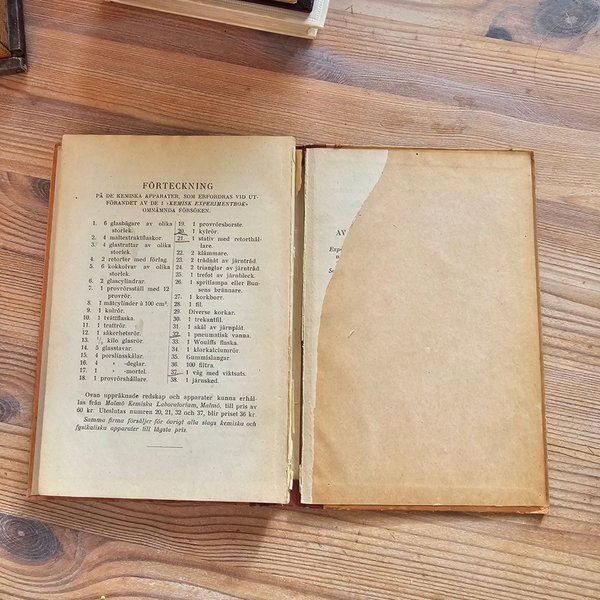 FÖRTECKNING
PÅ DE KEMISKA APPARATER, SOM ERFORDRAS VID UT-
FÖRANDET AV DE I »KEMISK EXPERIMENTBOK»
OMNÄMNDA FÖRSÖKEN.
1. 6 glasbägare av olika
storlek.
2. 4 maltextraktflaskor.
3. 4 glastrattar av olika
storlek.
4. 2 retorter med förlag.
5. 6 kokkolvar av olika
storlek.
6. 2 glascylindrar.
7. 1 provrörsställ med 12
provrör.
8. 1 mätcylinder à 100 cm³.
9. 1 kulrör.
10. 1 tvättflaska.
11. 1 trattrör.
12. 1 säkerhetsrör.
13. ½ kilo glasrör.
14. 5 glasstavar.
15. 4 porslinsskålar.
16. 4 » -deglar.
17. 1 » -mortel.
18. 1 provrörshållare.
19. 1 provrörsborste.
20. 1 kylrör.
21. 1 stativ med retorthål-
lare.
22. 2 klämmare.
23. 2 trådnät av järntråd.
24. 2 trianglar av järntråd
25. 1 trefot av järnbleck.
26. 1 spritlampa eller Bun-
sens brännare.
27. 1 korkborr.
28. 1 fil.
29. Diverse korkar.
30. 1 trekantfil.
31. 1 skål av järnplåt.
32. 1 pneumatisk vanna.
33. 1 Woulffs flaska.
34. 1 klorkalciumrör.
35. Gummislangar.
36. 100 filtra.
37. 1 våg med viktsats.
38. 1 järnsked.
Ovan uppräknade redskap och apparater kunna erhål-
las från Malmö Kemiska Laboratorium, Malmö, till pris av
60 kr. Uteslutas numren 20, 21, 32 och 37, blir priset 36 kr.
Samma firma försäljer för övrigt alla slags kemiska och
fysikaliska apparater till lägsta pris.
AV